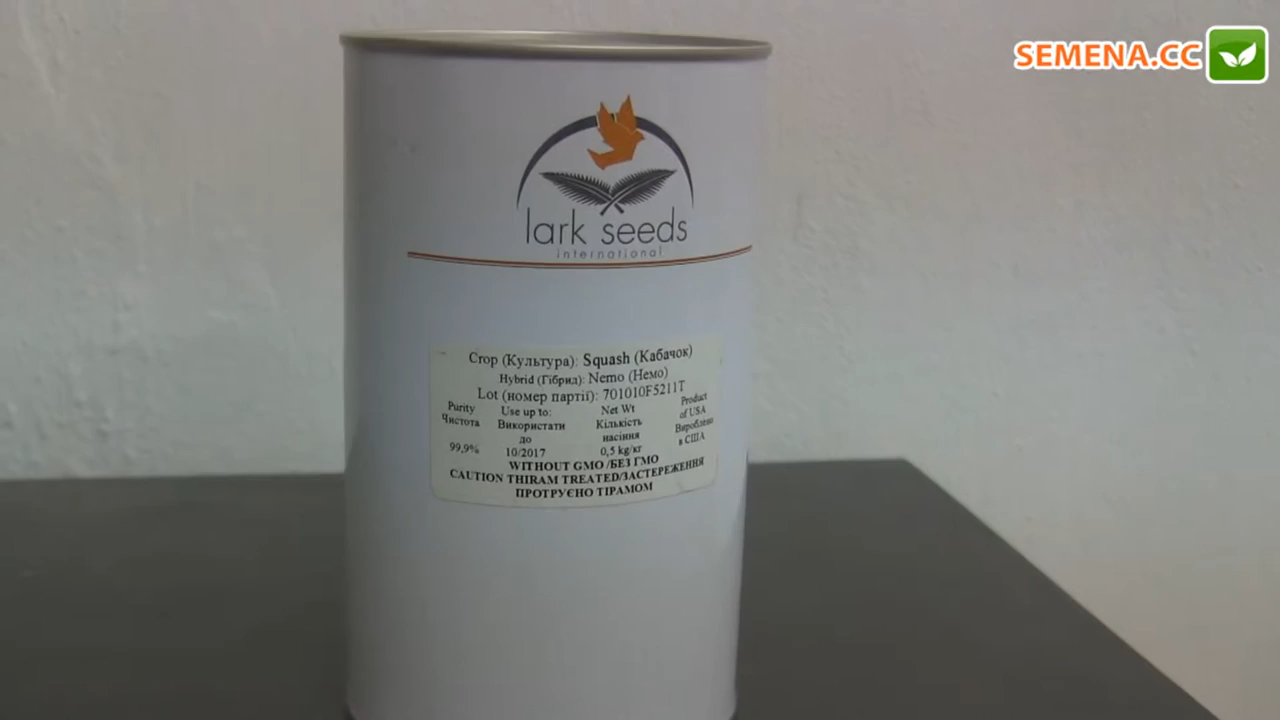 SEMENA.CC
lark seeds
international
Crop (Культура): Squash (Кабачок)
Hybrid (Гібрид): Nemo (Немо)
Lot (номер партії): 701010F5211T
Purity
Чистота
99,9%
Use up to:
Використати
до
10/2017
Net Wt
Кількість
насіння
0,5 kg/кг
Product
of USA
Вироблено
в США
WITHOUT GMO /БЕЗ ГМО
CAUTION THIRAM TREATED/ЗАСТЕРЕЖЕННЯ
ПРОТРУЄНО ТІРАМОМ